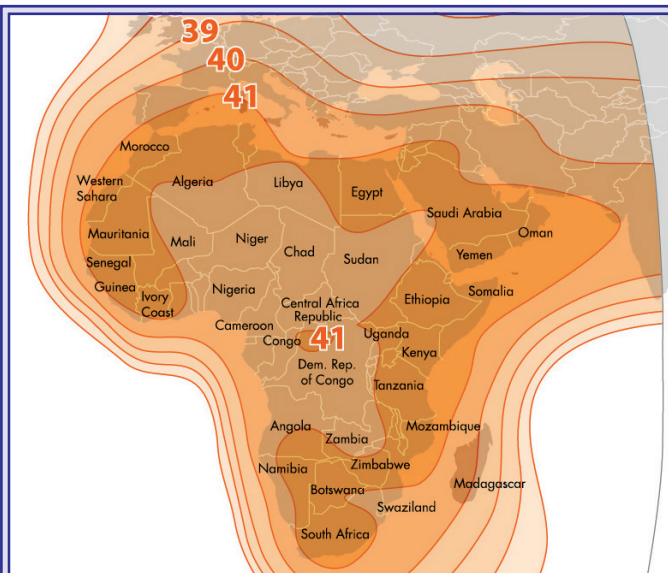 39
40
41
Morocco
Western
Sahara
Algeria
Libya
Egypt
Saudi Arabia
Oman
Mauritania
Mali
Niger
Chad
Sudan
Yemen
Senegal
Guinea
Ivory
Coast
Nigeria
Central Africa
Republic
Ethiopia
Somalia
Cameroon
Congo
41
Uganda
Kenya
Dem. Rep.
of Congo
Tanzania
Angola
Zambia
Mozambique
Namibia
Zimbabwe
Botswana
Madagascar
Swaziland
South Africa